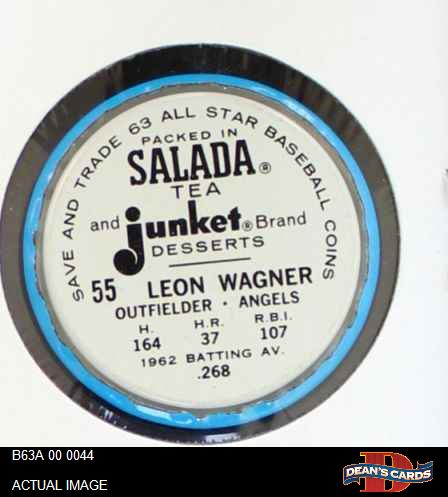 SAVE AND TRADE 63 ALL STAR BASEBALL COINS
PACKED IN
SALADA®
TEA
and junket® Brand
DESSERTS
55 LEON WAGNER
OUTFIELDER · ANGELS
H. H.R. R.B.I.
164 37 107
1962 BATTING AV.
.268
B63A 00 0044
ACTUAL IMAGE
D
DEAN'S CARDS